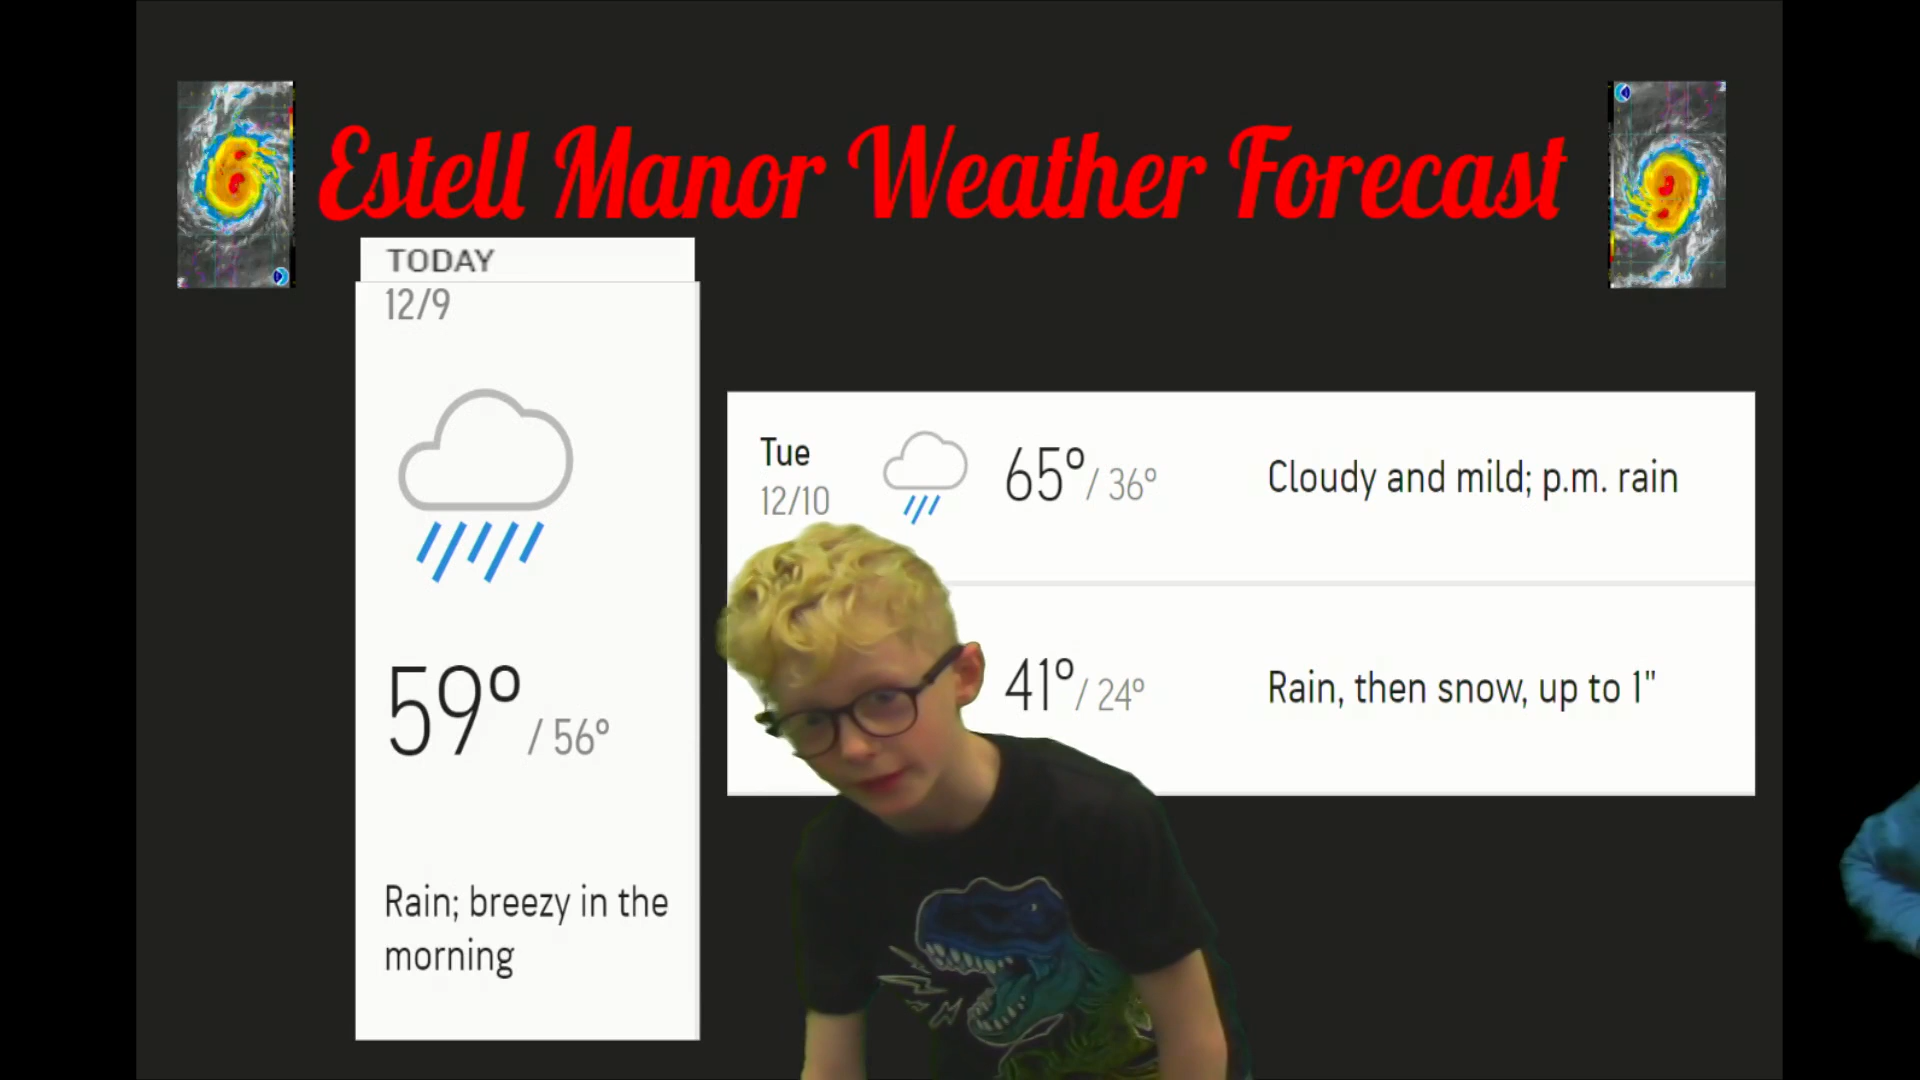 Estell Manor Weather Forecast
TODAY
12/9
59° / 56°
Rain; breezy in the
morning
Tue
12/10
65° / 36°
Cloudy and mild; p.m. rain
41° / 24°
Rain, then snow, up to 1"